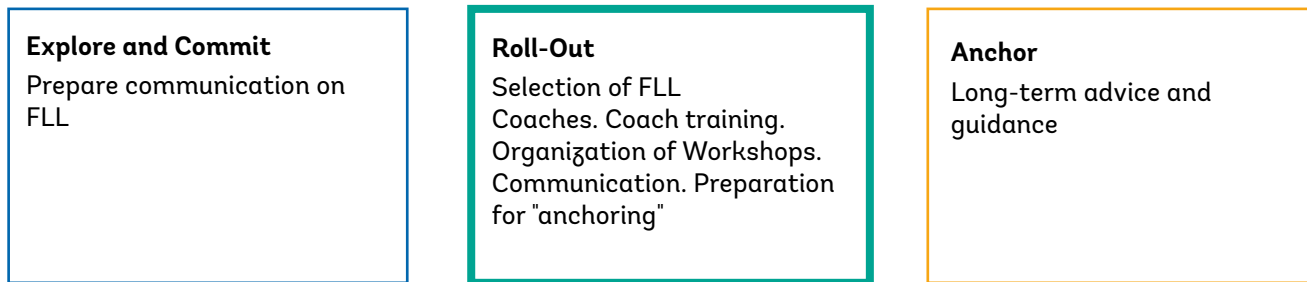 Explore and Commit
Prepare communication on
FLL
Roll-Out
Selection of FLL
Coaches. Coach training.
Organization of Workshops.
Communication. Preparation
for "anchoring"
Anchor
Long-term advice and
guidance